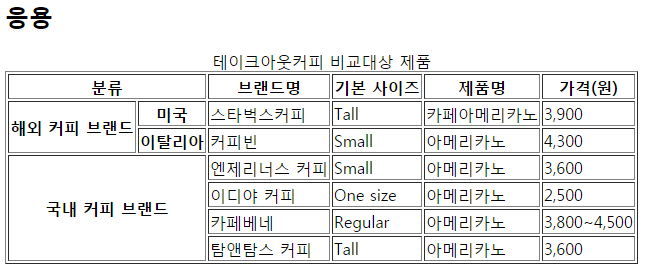 응용
테이크아웃커피 비교대상 제품
분류 브랜드명 기본 사이즈 제품명 가격(원)
해외 커피 브랜드 미국 스타벅스커피 Tall 카페아메리카노 3,900
이탈리아 커피빈 Small 아메리카노 4,300
국내 커피 브랜드 엔제리너스 커피 Small 아메리카노 3,600
이디야 커피 One size 아메리카노 2,500
카페베네 Regular 아메리카노 3,800~4,500
탐앤탐스 커피 Tall 아메리카노 3,600